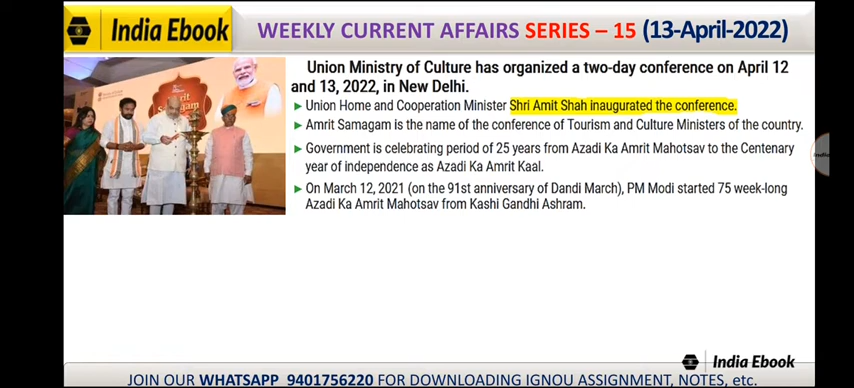 India Ebook
WEEKLY CURRENT AFFAIRS SERIES – 15 (13-April-2022)
Union Ministry of Culture has organized a two-day conference on April 12
and 13, 2022, in New Delhi.
► Union Home and Cooperation Minister Shri Amit Shah inaugurated the conference.
► Amrit Samagam is the name of the conference of Tourism and Culture Ministers of the country.
► Government is celebrating period of 25 years from Azadi Ka Amrit Mahotsav to the Centenary
year of independence as Azadi Ka Amrit Kaal.
► On March 12, 2021 (on the 91st anniversary of Dandi March), PM Modi started 75 week-long
Azadi Ka Amrit Mahotsav from Kashi Gandhi Ashram.
India Ebook
JOIN OUR WHATSAPP 9401756220 FOR DOWNLOADING IGNOU ASSIGNMENT, NOTES, etc.